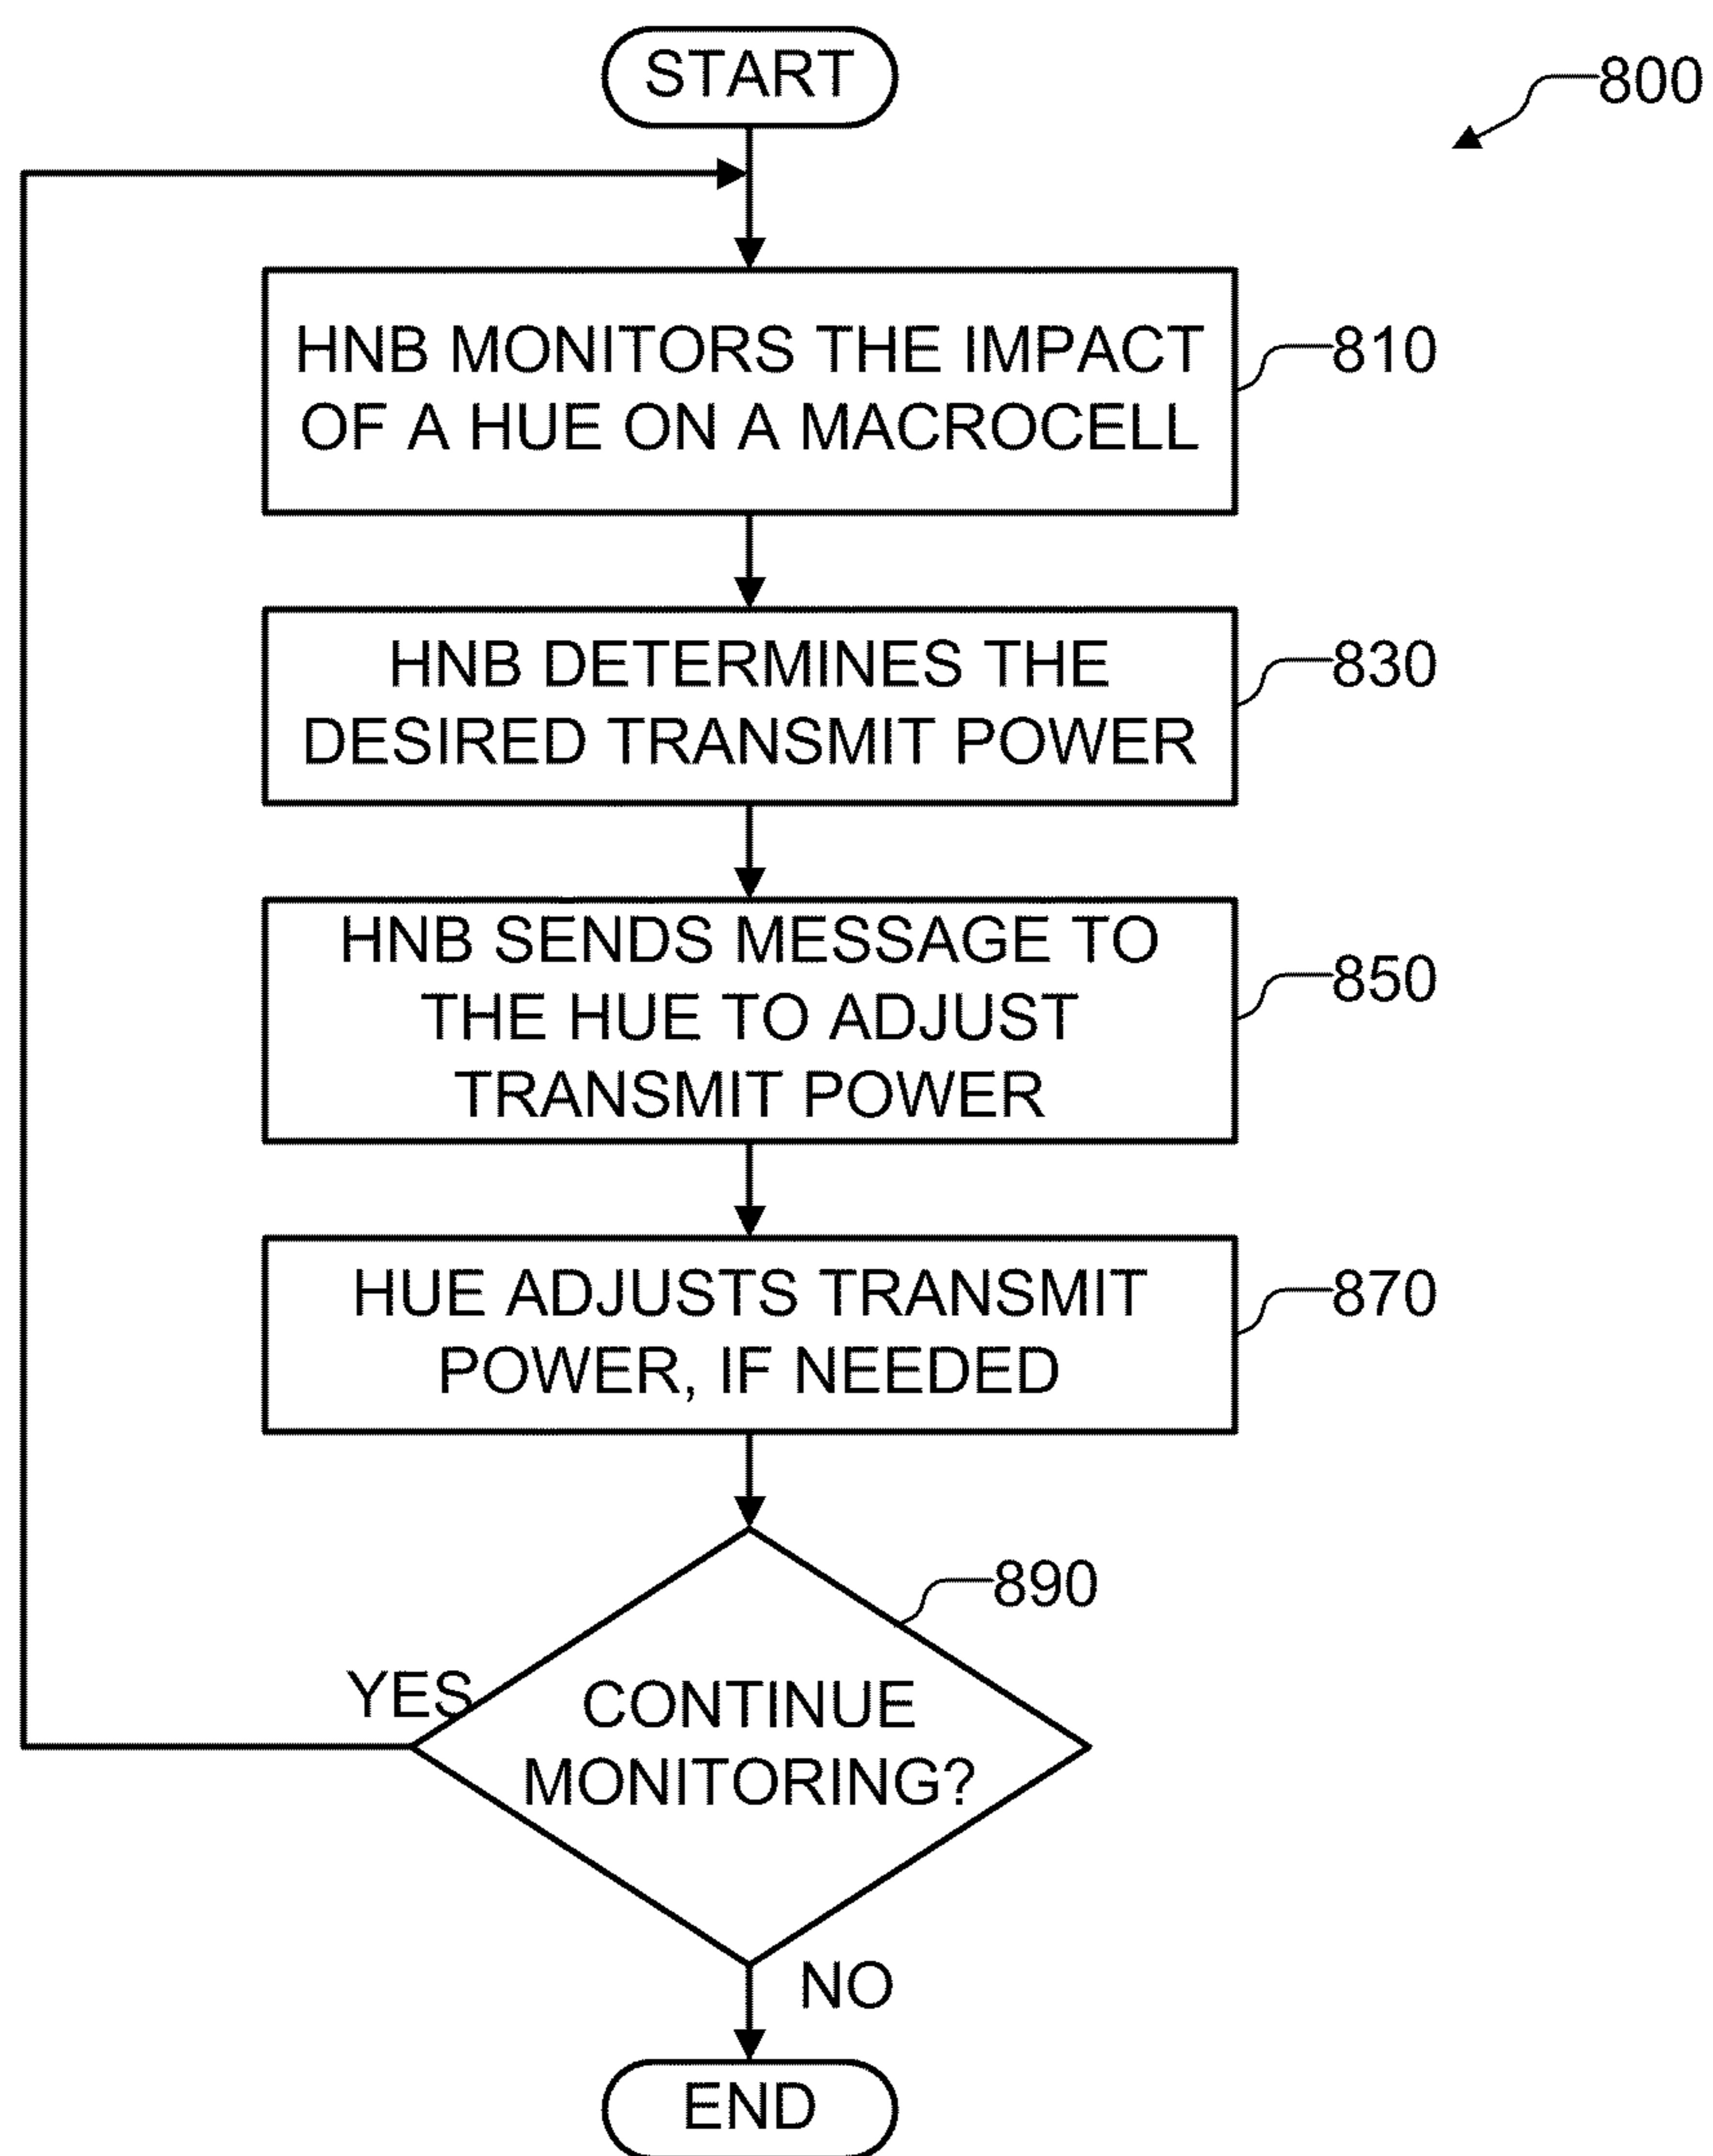 START
800
HNB MONITORS THE IMPACT
OF A HUE ON A MACROCELL
810
HNB DETERMINES THE
DESIRED TRANSMIT POWER
830
HNB SENDS MESSAGE TO
THE HUE TO ADJUST
TRANSMIT POWER
850
HUE ADJUSTS TRANSMIT
POWER, IF NEEDED
870
890
YES
CONTINUE
MONITORING?
NO
END